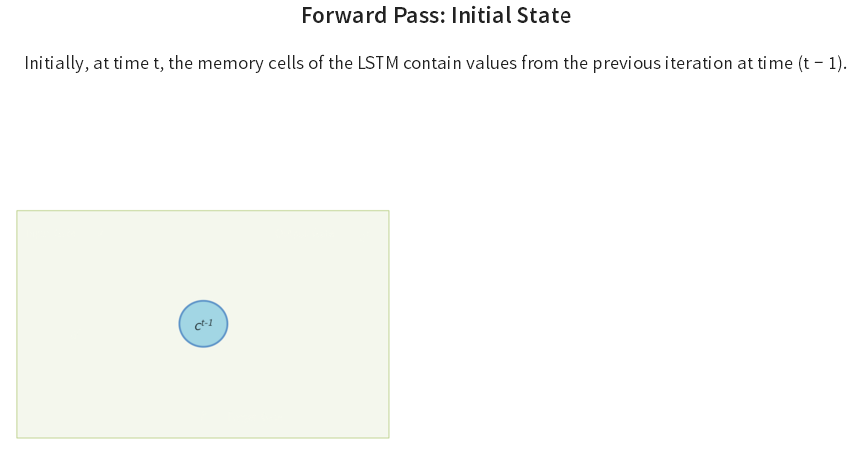 Forward Pass: Initial State
Initially, at time t, the memory cells of the LSTM contain values from the previous iteration at time (t − 1).
cᵗ⁻¹